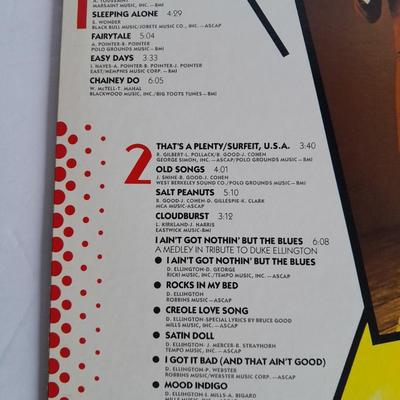 A. TOUSSAINT
MARSAINT MUSIC, INC.—BMI
SLEEPING ALONE 4:29
S. WONDER
BLACK BULL MUSIC/JOBETE MUSIC CO., INC.—ASCAP
FAIRYTALE 5:04
A. POINTER-B. POINTER
POLO GROUNDS MUSIC—BMI
EASY DAYS 3:31
I. HAYES-A. POINTER-B. POINTER-J. POINTER
EAST/MEMPHIS MUSIC CORP.—BMI
CHAINEY DO 6:05
W. McTELL-T. MAHAL
BLACKWOOD MUSIC, INC./BIG TOOTS TUNES—BMI
2
THAT'S A PLENTY/SURFEIT, U.S.A. 3:40
R. GILBERT-L. POLLACK/B. GOOD-J. COHEN
GEORGE SIMON, INC.—ASCAP/POLO GROUNDS MUSIC—BMI
OLD SONGS 4:01
J. SHINE-B. GOOD-J. COHEN
WEST BERKELEY SOUND CO./POLO GROUNDS MUSIC—BMI
SALT PEANUTS 5:10
B. GOOD-J. COHEN-D. GILLESPIE-K. CLARK
MCA MUSIC-ASCAP
CLOUDBURST 3:12
L. KIRKLAND-J. HARRIS
EASTWICK MUSIC-BMI
I AIN'T GOT NOTHIN' BUT THE BLUES 6:08
A MEDLEY IN TRIBUTE TO DUKE ELLINGTON
● I AIN'T GOT NOTHIN' BUT THE BLUES
D. ELLINGTON-D. GEORGE
RICKI MUSIC INC./TEMPO MUSIC, INC.—ASCAP
● ROCKS IN MY BED
D. ELLINGTON
ROBBINS MUSIC—ASCAP
● CREOLE LOVE SONG
D. ELLINGTON-SPECIAL LYRICS BY BRUCE GOOD
MILLS MUSIC, INC.—ASCAP
● SATIN DOLL
D. ELLINGTON-J. MERCER-B. STRAYHORN
TEMPO MUSIC, INC.—ASCAP
● I GOT IT BAD (AND THAT AIN'T GOOD)
D. ELLINGTON-P. WEBSTER
ROBBINS MUSIC/WEBSTER MUSIC CORP.—ASCAP
● MOOD INDIGO
D. ELLINGTON-I. MILLS-A. BIGARD
MILLS MUSIC, INC.—ASCAP